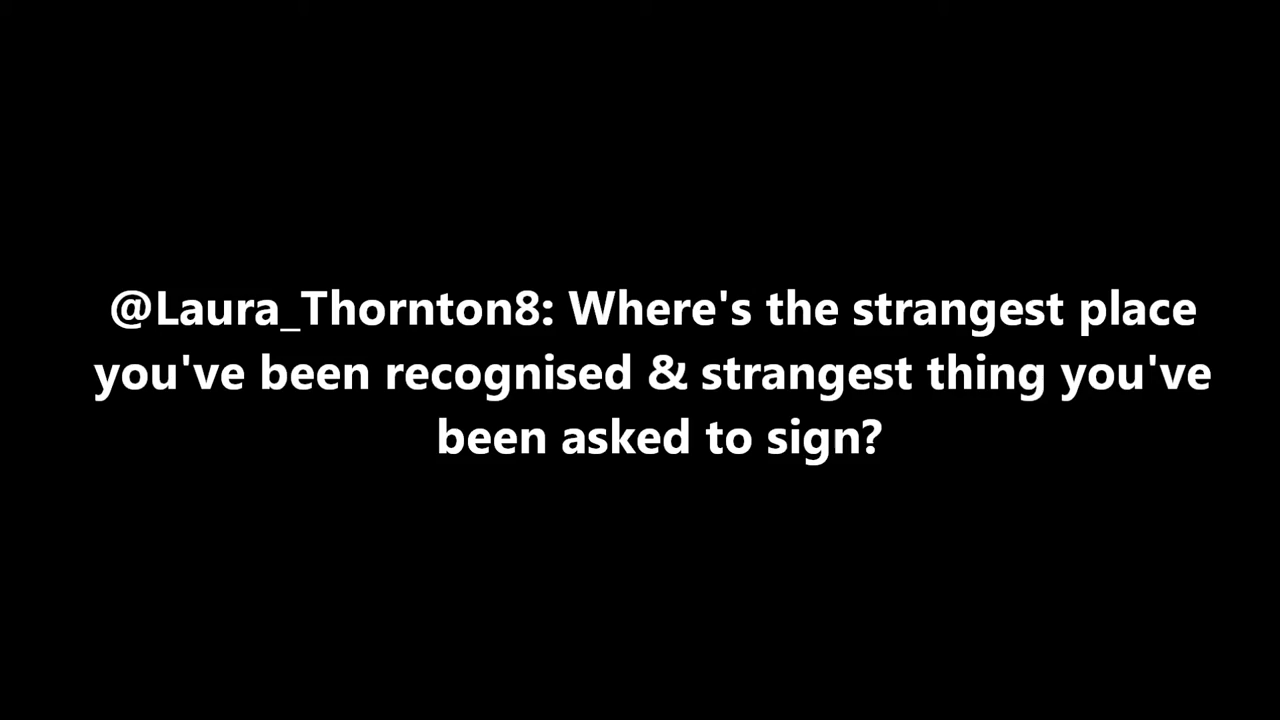 @Laura_Thornton8: Where's the strangest place
you've been recognised & strangest thing you've
been asked to sign?